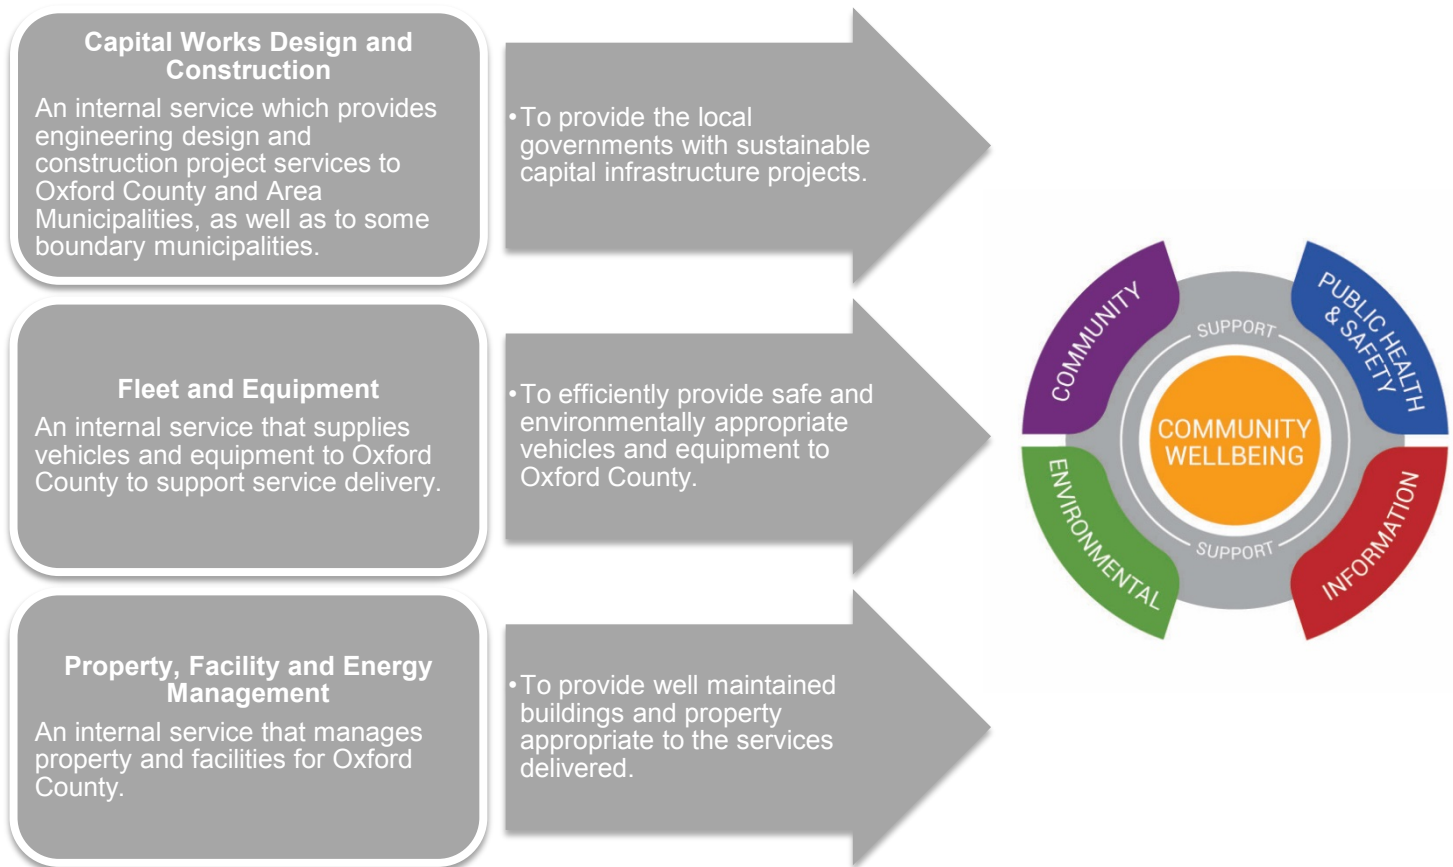 Capital Works Design and
Construction
An internal service which provides
engineering design and
construction project services to
Oxford County and Area
Municipalities, as well as to some
boundary municipalities.
•To provide the local
governments with sustainable
capital infrastructure projects.
Fleet and Equipment
An internal service that supplies
vehicles and equipment to Oxford
County to support service delivery.
•To efficiently provide safe and
environmentally appropriate
vehicles and equipment to
Oxford County.
Property, Facility and Energy
Management
An internal service that manages
property and facilities for Oxford
County.
•To provide well maintained
buildings and property
appropriate to the services
delivered.
COMMUNITY
PUBLIC HEALTH
& SAFETY
SUPPORT
COMMUNITY
WELLBEING
SUPPORT
ENVIRONMENTAL
INFORMATION